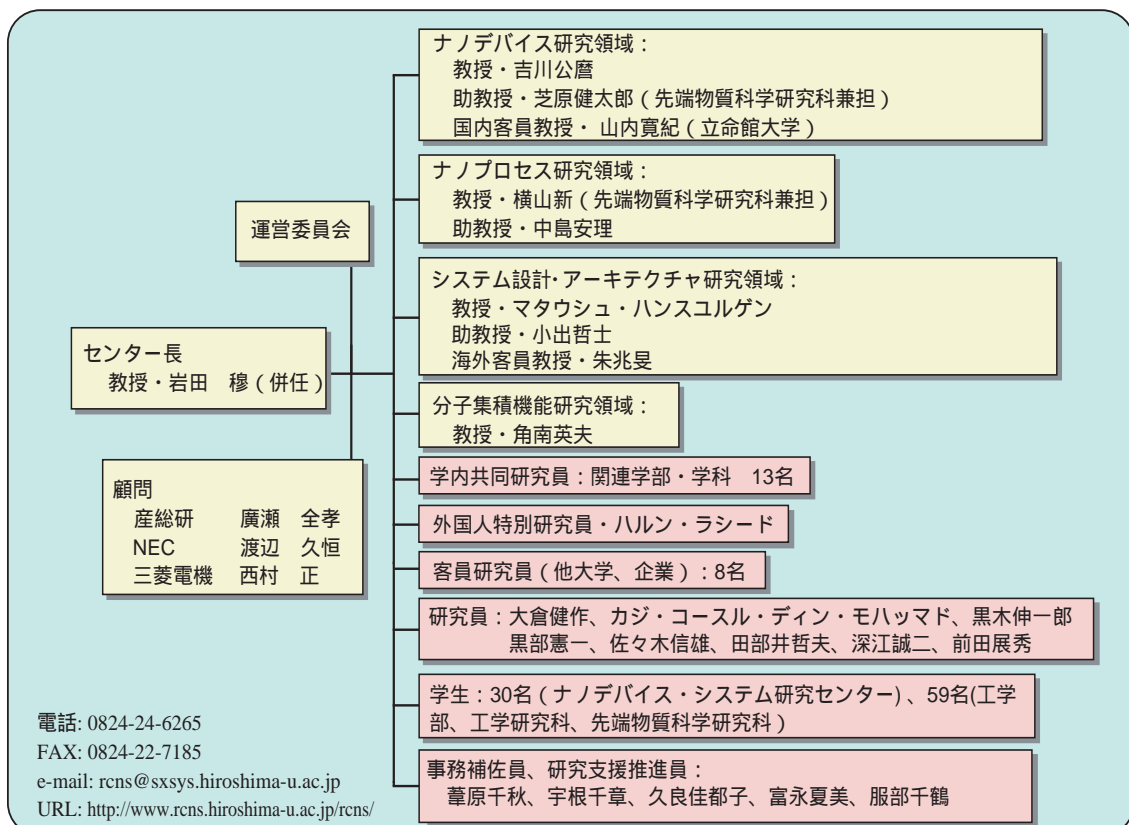 ナノデバイス研究領域：
教授・吉川公麿
助教授・芝原健太郎（先端物質科学研究科兼担）
国内客員教授・ 山内寛紀（立命館大学）
ナノプロセス研究領域：
教授・横山新（先端物質科学研究科兼担）
助教授・中島安理
運営委員会
システム設計・アーキテクチャ研究領域：
教授・マタウシュ・ハンスユルゲン
助教授・小出哲士
海外客員教授・朱兆旻
センター長
教授・岩田　穆（併任）
分子集積機能研究領域：
教授・角南英夫
顧問
産総研　廣瀬　全孝
NEC　渡辺　久恒
三菱電機　西村　正
学内共同研究員：関連学部・学科　13名
外国人特別研究員・ハルン・ラシード
客員研究員（他大学、企業）：8名
研究員：大倉健作、カジ・コースル・ディン・モハッマド、黒木伸一郎
黒部憲一、佐々木信雄、田部井哲夫、深江誠二、前田展秀
学生：30名（ナノデバイス・システム研究センター）、59名(工学
部、工学研究科、先端物質科学研究科）
事務補佐員、研究支援推進員：
葦原千秋、宇根千章、久良佳都子、富永夏美、服部千鶴
電話: 0824-24-6265
FAX: 0824-22-7185
e-mail: rcns@sxsys.hiroshima-u.ac.jp
URL: http://www.rcns.hiroshima-u.ac.jp/rcns/